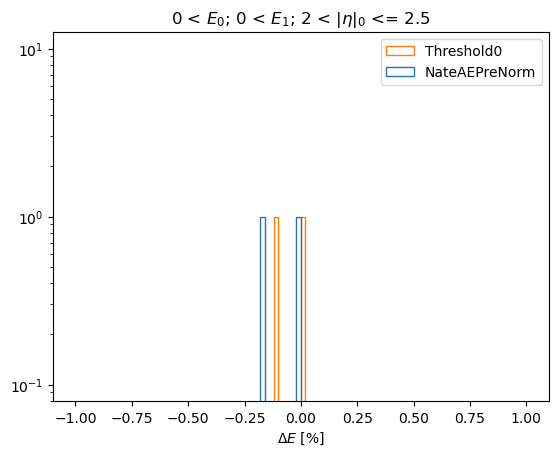 0 < E₀; 0 < E₁; 2 < |η|₀ <= 2.5
Threshold0
NateAEPreNorm
10¹
10⁰
10⁻¹
−1.00 −0.75 −0.50 −0.25 0.00 0.25 0.50 0.75 1.00
ΔE [%]